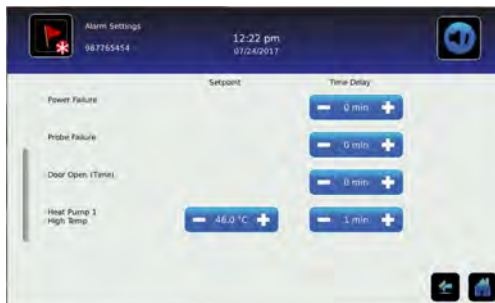 Alarm Settings
987765454
12:22 pm
07/24/2017
Setpoint Time Delay
Power Failure 0 min
Probe Failure 0 min
Door Open (Time) 0 min
Heat Pump 1
High Temp 46.0 °C 1 min